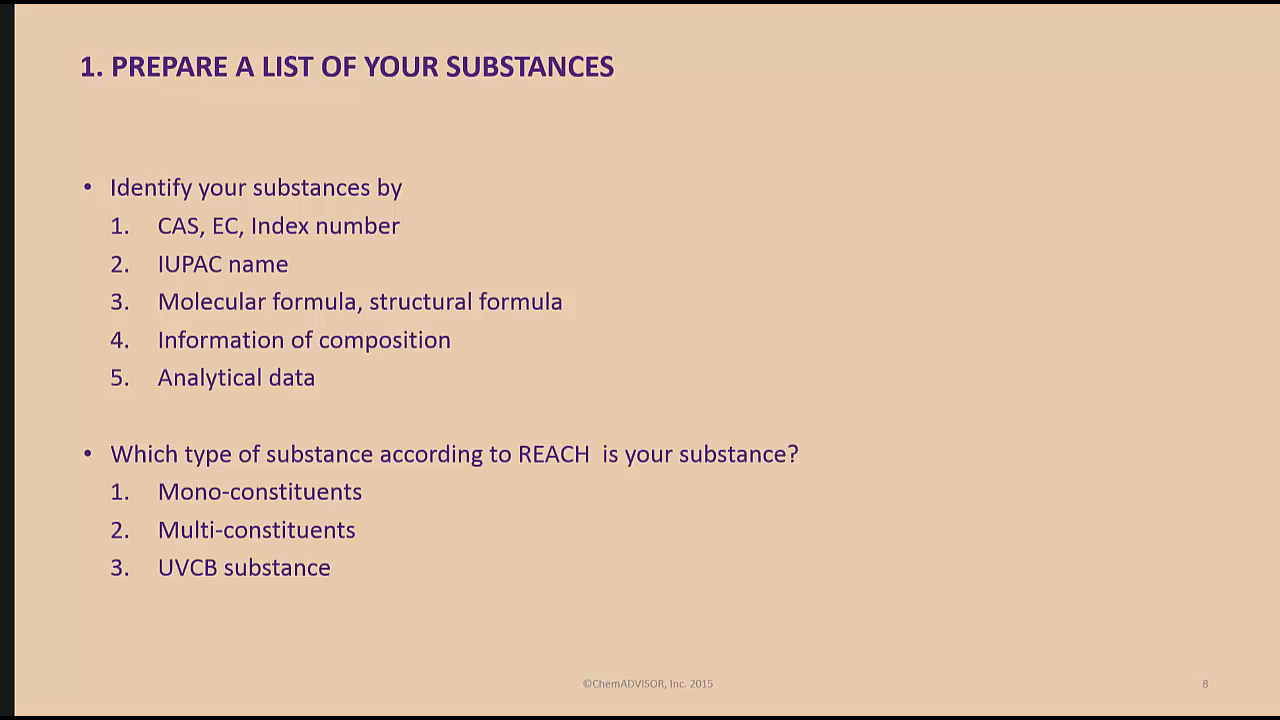 1. PREPARE A LIST OF YOUR SUBSTANCES
• Identify your substances by
1. CAS, EC, Index number
2. IUPAC name
3. Molecular formula, structural formula
4. Information of composition
5. Analytical data
• Which type of substance according to REACH  is your substance?
1. Mono-constituents
2. Multi-constituents
3. UVCB substance
©ChemADVISOR, Inc. 2015
8